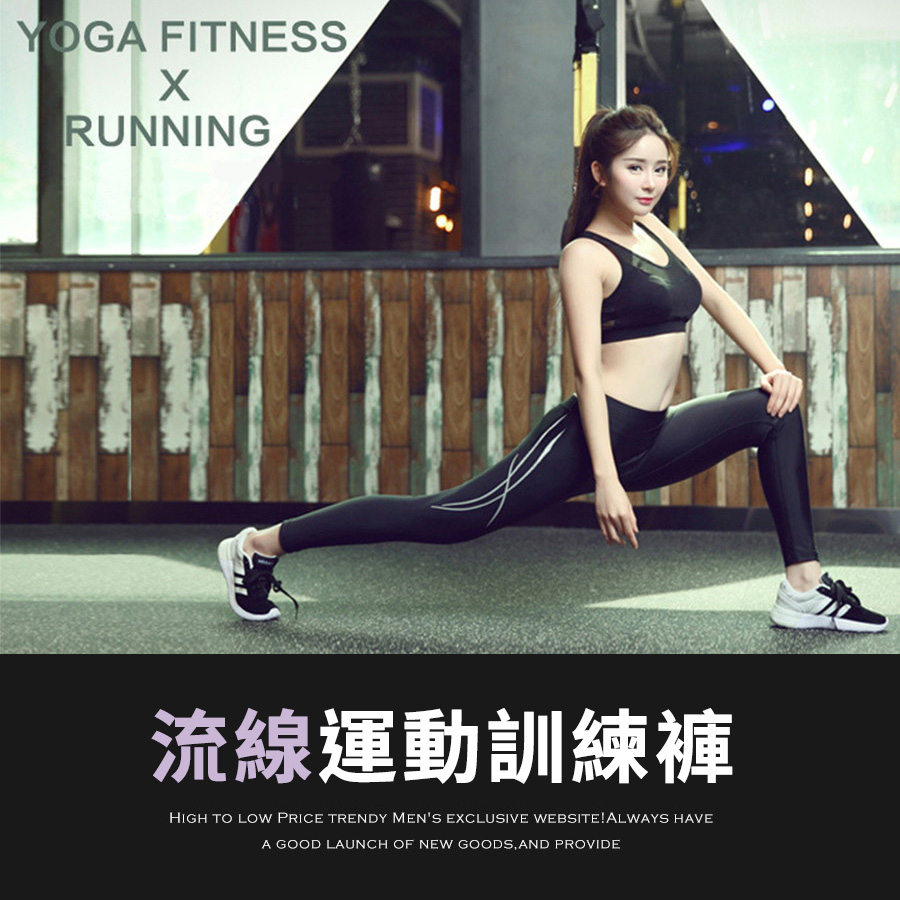 YOGA FITNESS
X
RUNNING
流線運動訓練褲
HIGH TO LOW PRICE TRENDY MEN'S EXCLUSIVE WEBSITE!ALWAYS HAVE
A GOOD LAUNCH OF NEW GOODS,AND PROVIDE